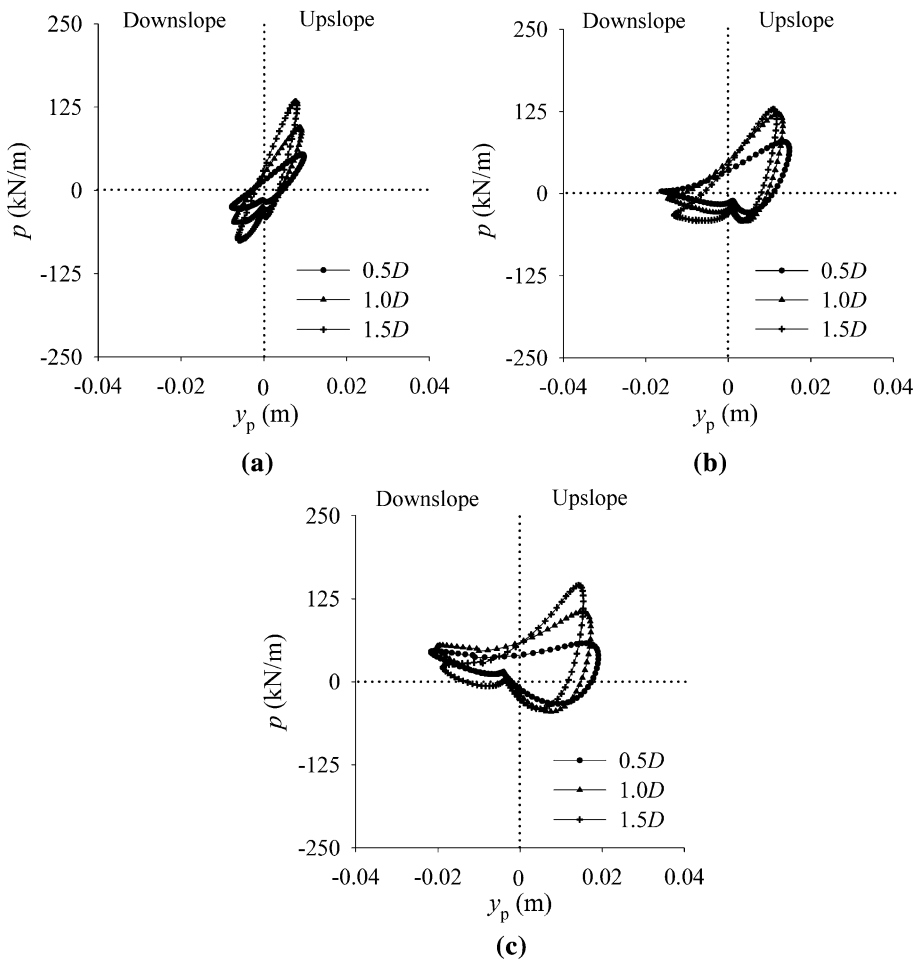 Downslope Upslope
250
125
0
-125
-250
p (kN/m)
0.5D
1.0D
1.5D
-0.04 -0.02 0 0.02 0.04
yp (m)
(a)
Downslope Upslope
250
125
0
-125
-250
p (kN/m)
0.5D
1.0D
1.5D
-0.04 -0.02 0 0.02 0.04
yp (m)
(b)
Downslope Upslope
250
125
0
-125
-250
p (kN/m)
0.5D
1.0D
1.5D
-0.04 -0.02 0 0.02 0.04
yp (m)
(c)